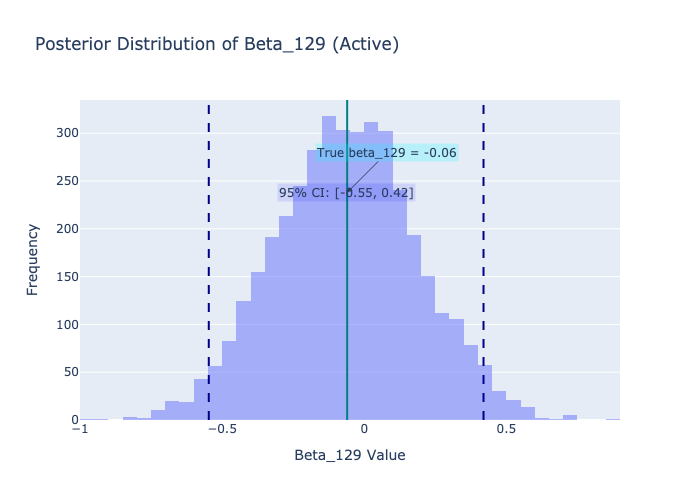 Posterior Distribution of Beta_129 (Active)
300
True beta_129 = -0.06
250
95% CI: [-0.55, 0.42]
200
Frequency
150
100
50
0
−1
−0.5
0
0.5
Beta_129 Value